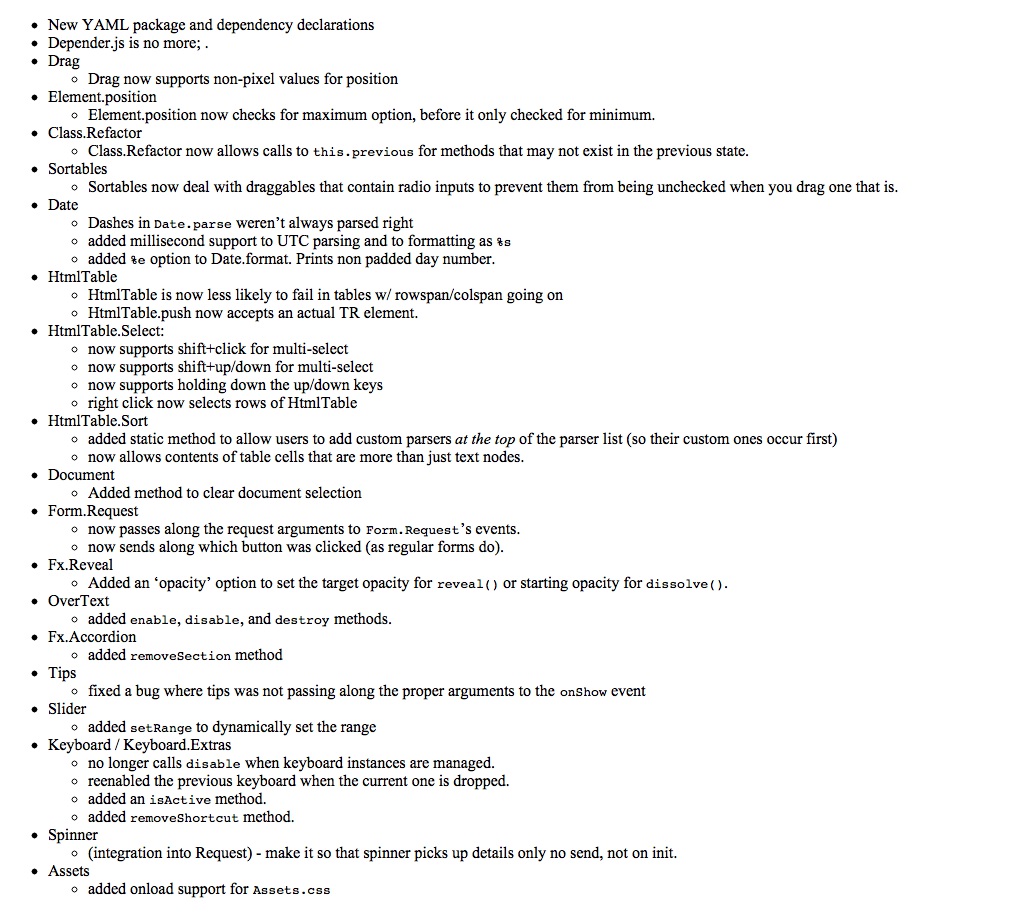 New YAML package and dependency declarations
Depender.js is no more; .
Drag
Drag now supports non-pixel values for position
Element.position
Element.position now checks for maximum option, before it only checked for minimum.
Class.Refactor
Class.Refactor now allows calls to this.previous for methods that may not exist in the previous state.
Sortables
Sortables now deal with draggables that contain radio inputs to prevent them from being unchecked when you drag one that is.
Date
Dashes in Date.parse weren’t always parsed right
added millisecond support to UTC parsing and to formatting as %s
added %e option to Date.format. Prints non padded day number.
HtmlTable
HtmlTable is now less likely to fail in tables w/ rowspan/colspan going on
HtmlTable.push now accepts an actual TR element.
HtmlTable.Select:
now supports shift+click for multi-select
now supports shift+up/down for multi-select
now supports holding down the up/down keys
right click now selects rows of HtmlTable
HtmlTable.Sort
added static method to allow users to add custom parsers at the top of the parser list (so their custom ones occur first)
now allows contents of table cells that are more than just text nodes.
Document
Added method to clear document selection
Form.Request
now passes along the request arguments to Form.Request’s events.
now sends along which button was clicked (as regular forms do).
Fx.Reveal
Added an ‘opacity’ option to set the target opacity for reveal() or starting opacity for dissolve().
OverText
added enable, disable, and destroy methods.
Fx.Accordion
added removeSection method
Tips
fixed a bug where tips was not passing along the proper arguments to the onShow event
Slider
added setRange to dynamically set the range
Keyboard / Keyboard.Extras
no longer calls disable when keyboard instances are managed.
reenabled the previous keyboard when the current one is dropped.
added an isActive method.
added removeShortcut method.
Spinner
(integration into Request) - make it so that spinner picks up details only no send, not on init.
Assets
added onload support for Assets.css